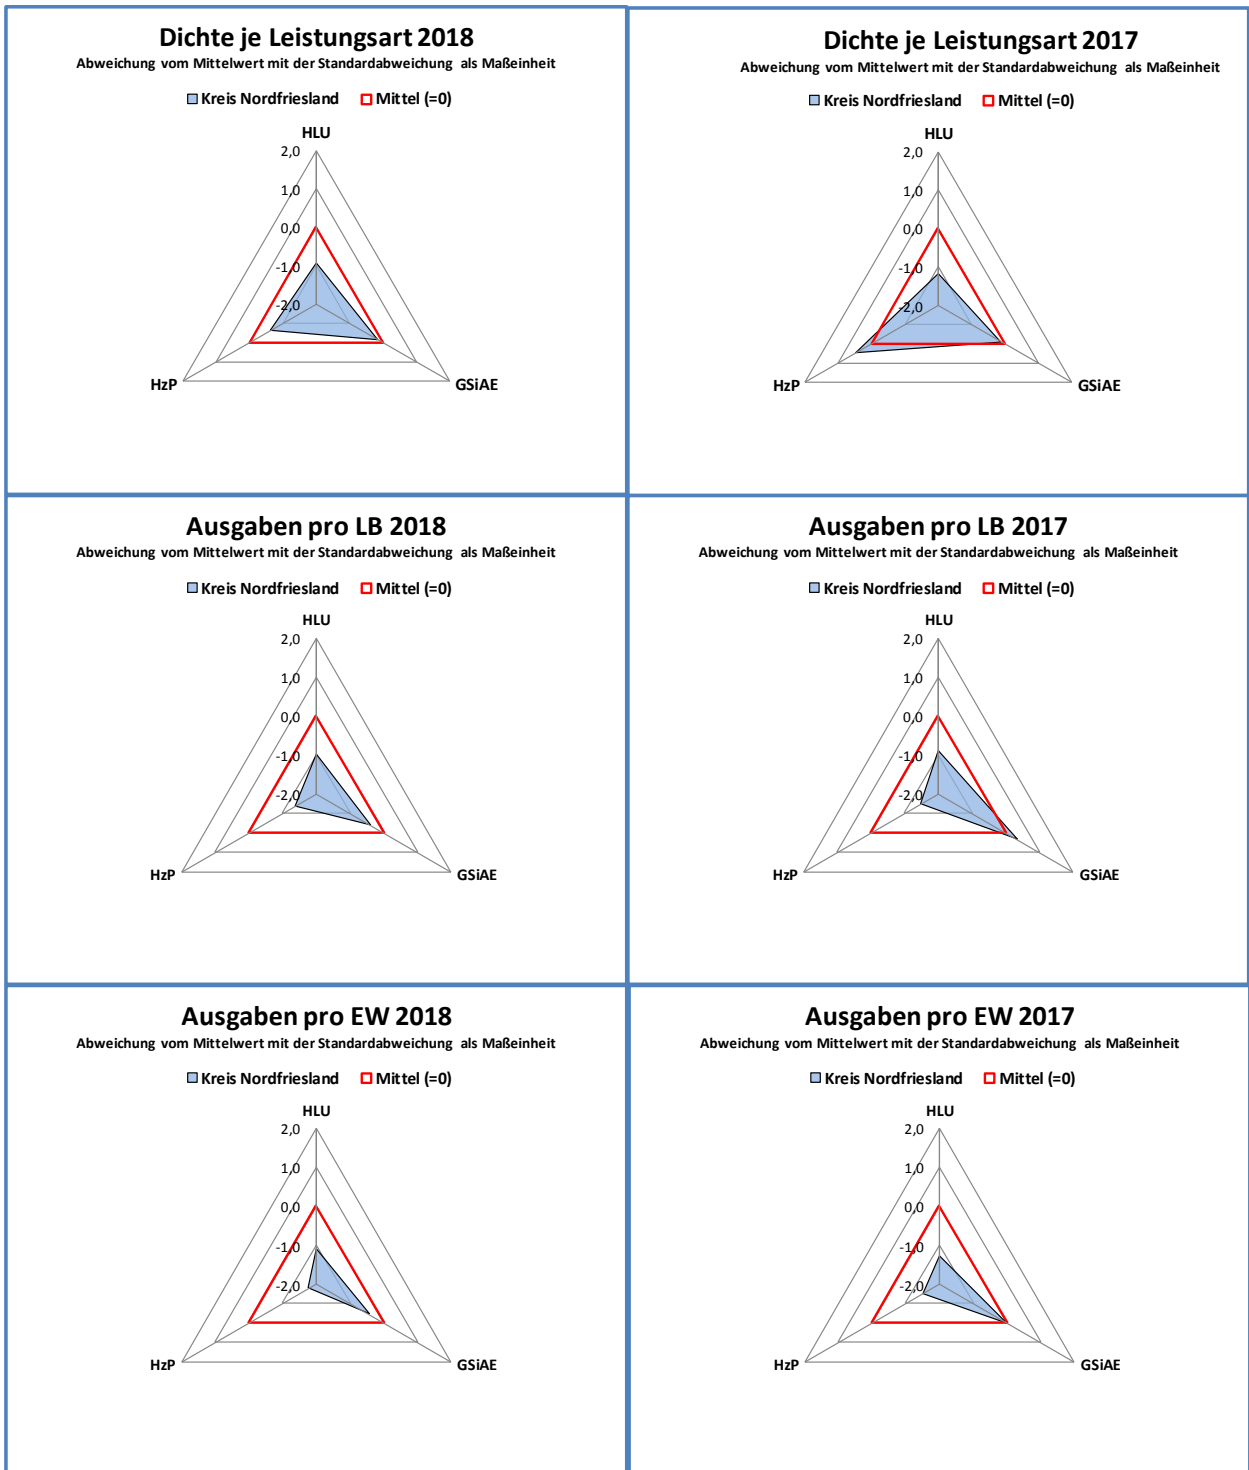 Dichte je Leistungsart 2018
Abweichung vom Mittelwert mit der Standardabweichung als Maßeinheit
Kreis Nordfriesland Mittel (=0)
HLU
2,0
1,0
0,0
-1,0
-2,0
HzP
GSiAE
Dichte je Leistungsart 2017
Abweichung vom Mittelwert mit der Standardabweichung als Maßeinheit
Kreis Nordfriesland Mittel (=0)
HLU
2,0
1,0
0,0
-1,0
-2,0
HzP
GSiAE
Ausgaben pro LB 2018
Abweichung vom Mittelwert mit der Standardabweichung als Maßeinheit
Kreis Nordfriesland Mittel (=0)
HLU
2,0
1,0
0,0
-1,0
-2,0
HzP
GSiAE
Ausgaben pro LB 2017
Abweichung vom Mittelwert mit der Standardabweichung als Maßeinheit
Kreis Nordfriesland Mittel (=0)
HLU
2,0
1,0
0,0
-1,0
-2,0
HzP
GSiAE
Ausgaben pro EW 2018
Abweichung vom Mittelwert mit der Standardabweichung als Maßeinheit
Kreis Nordfriesland Mittel (=0)
HLU
2,0
1,0
0,0
-1,0
-2,0
HzP
GSiAE
Ausgaben pro EW 2017
Abweichung vom Mittelwert mit der Standardabweichung als Maßeinheit
Kreis Nordfriesland Mittel (=0)
HLU
2,0
1,0
0,0
-1,0
-2,0
HzP
GSiAE